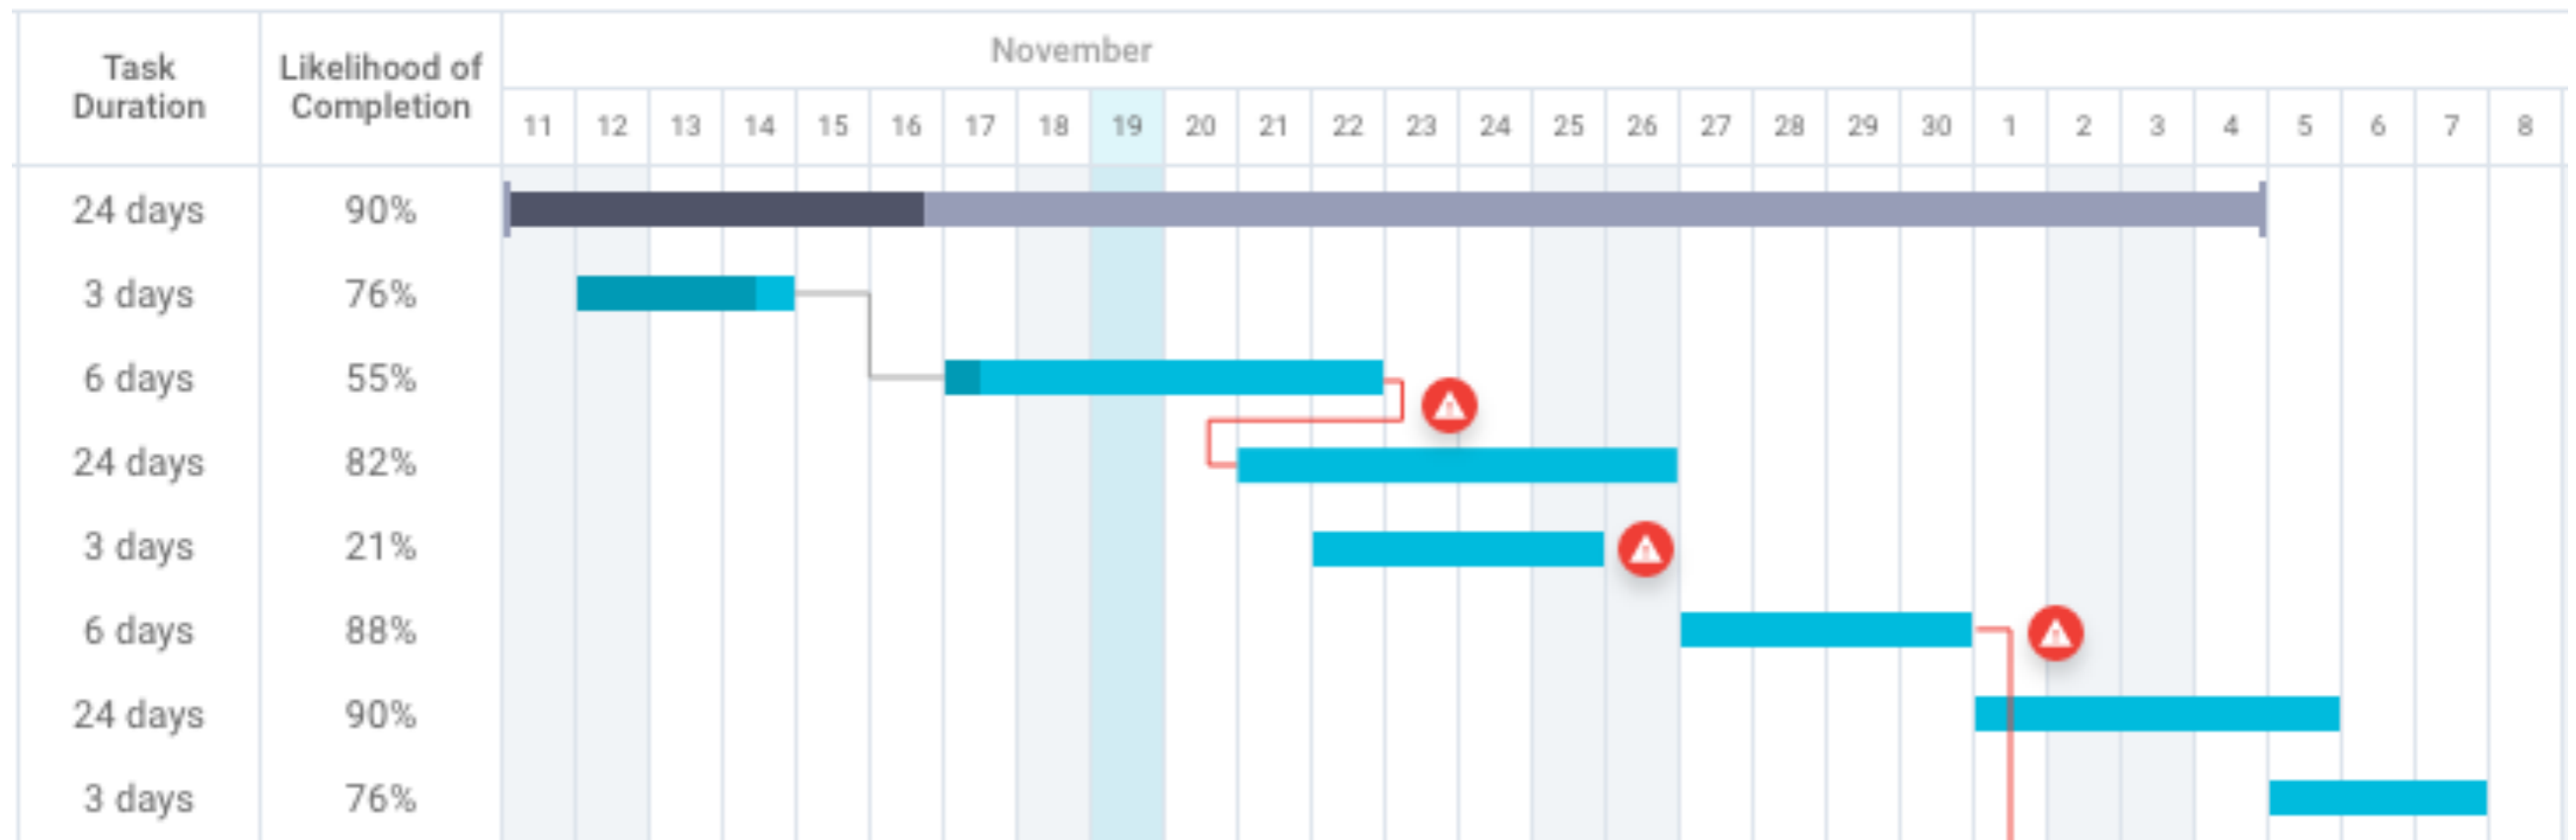 Task Duration
Likelihood of Completion
November
11 12 13 14 15 16 17 18 19 20 21 22 23 24 25 26 27 28 29 30 1 2 3 4 5 6 7 8
24 days 90%
3 days 76%
6 days 55%
24 days 82%
3 days 21%
6 days 88%
24 days 90%
3 days 76%